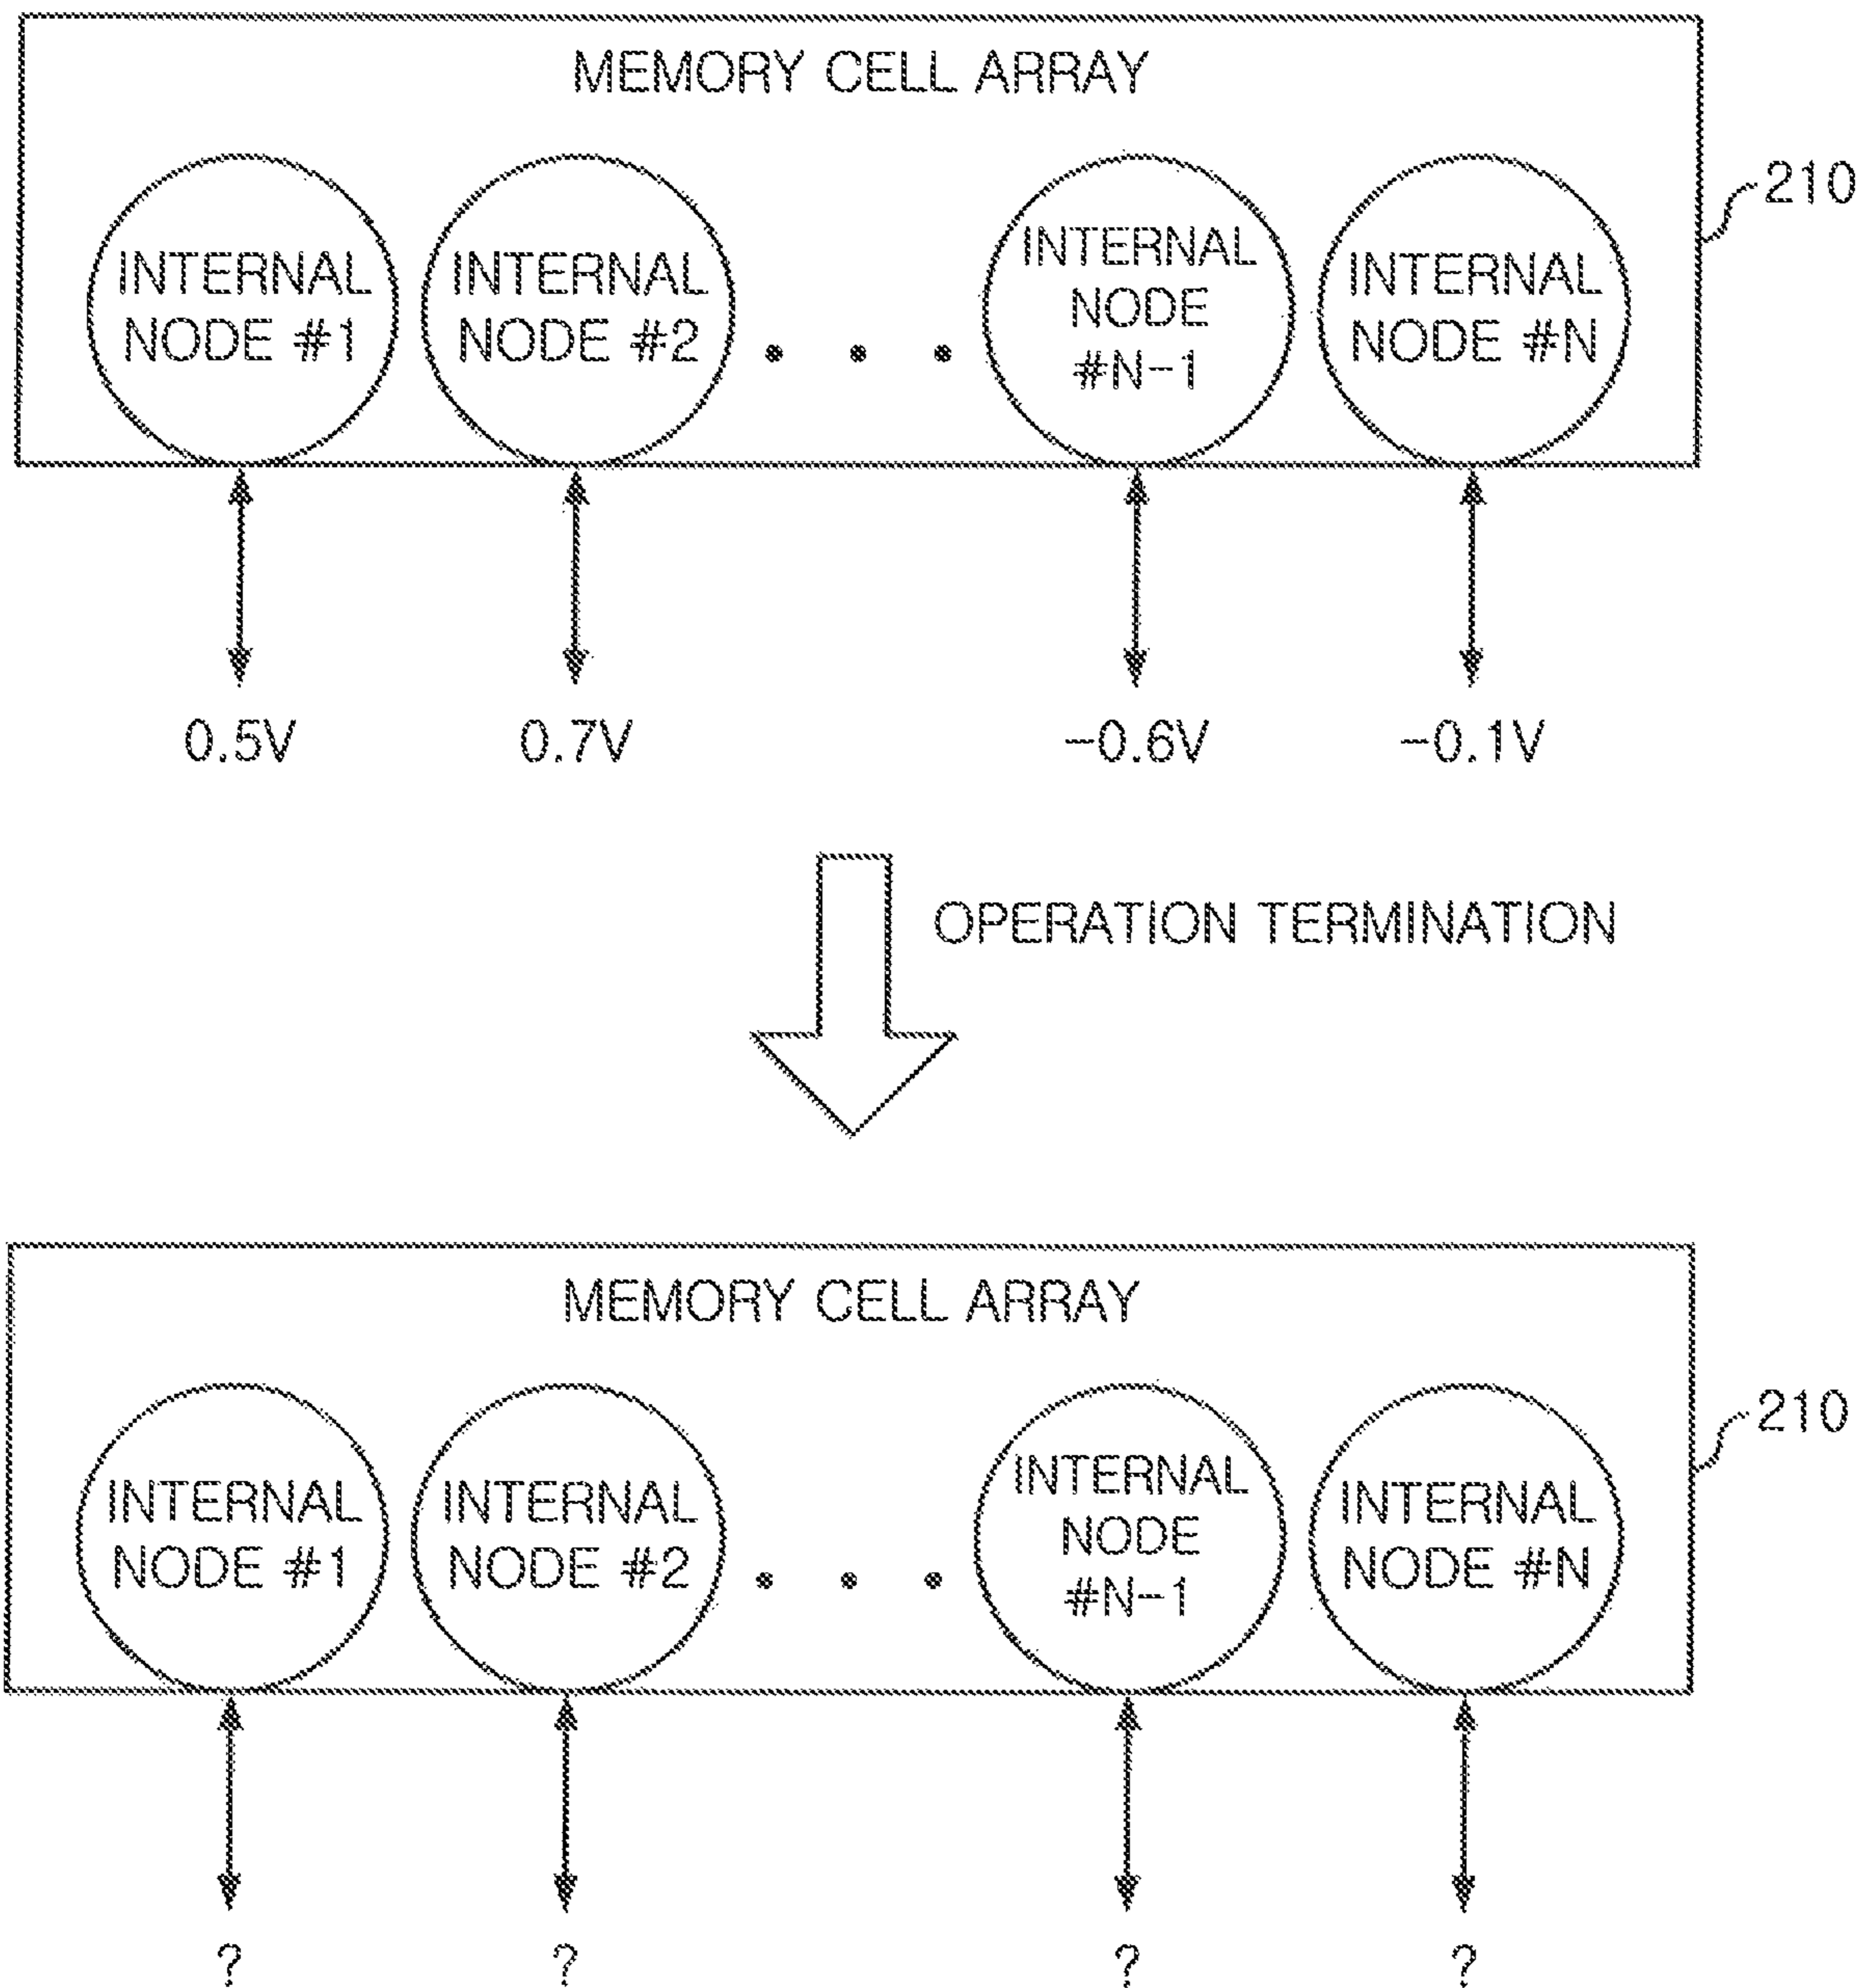 MEMORY CELL ARRAY
210
INTERNAL
NODE #1
INTERNAL
NODE #2
INTERNAL
NODE
#N-1
INTERNAL
NODE #N
0.5V
0.7V
-0.6V
-0.1V
OPERATION TERMINATION
MEMORY CELL ARRAY
210
INTERNAL
NODE #1
INTERNAL
NODE #2
INTERNAL
NODE
#N-1
INTERNAL
NODE #N
?
?
?
?